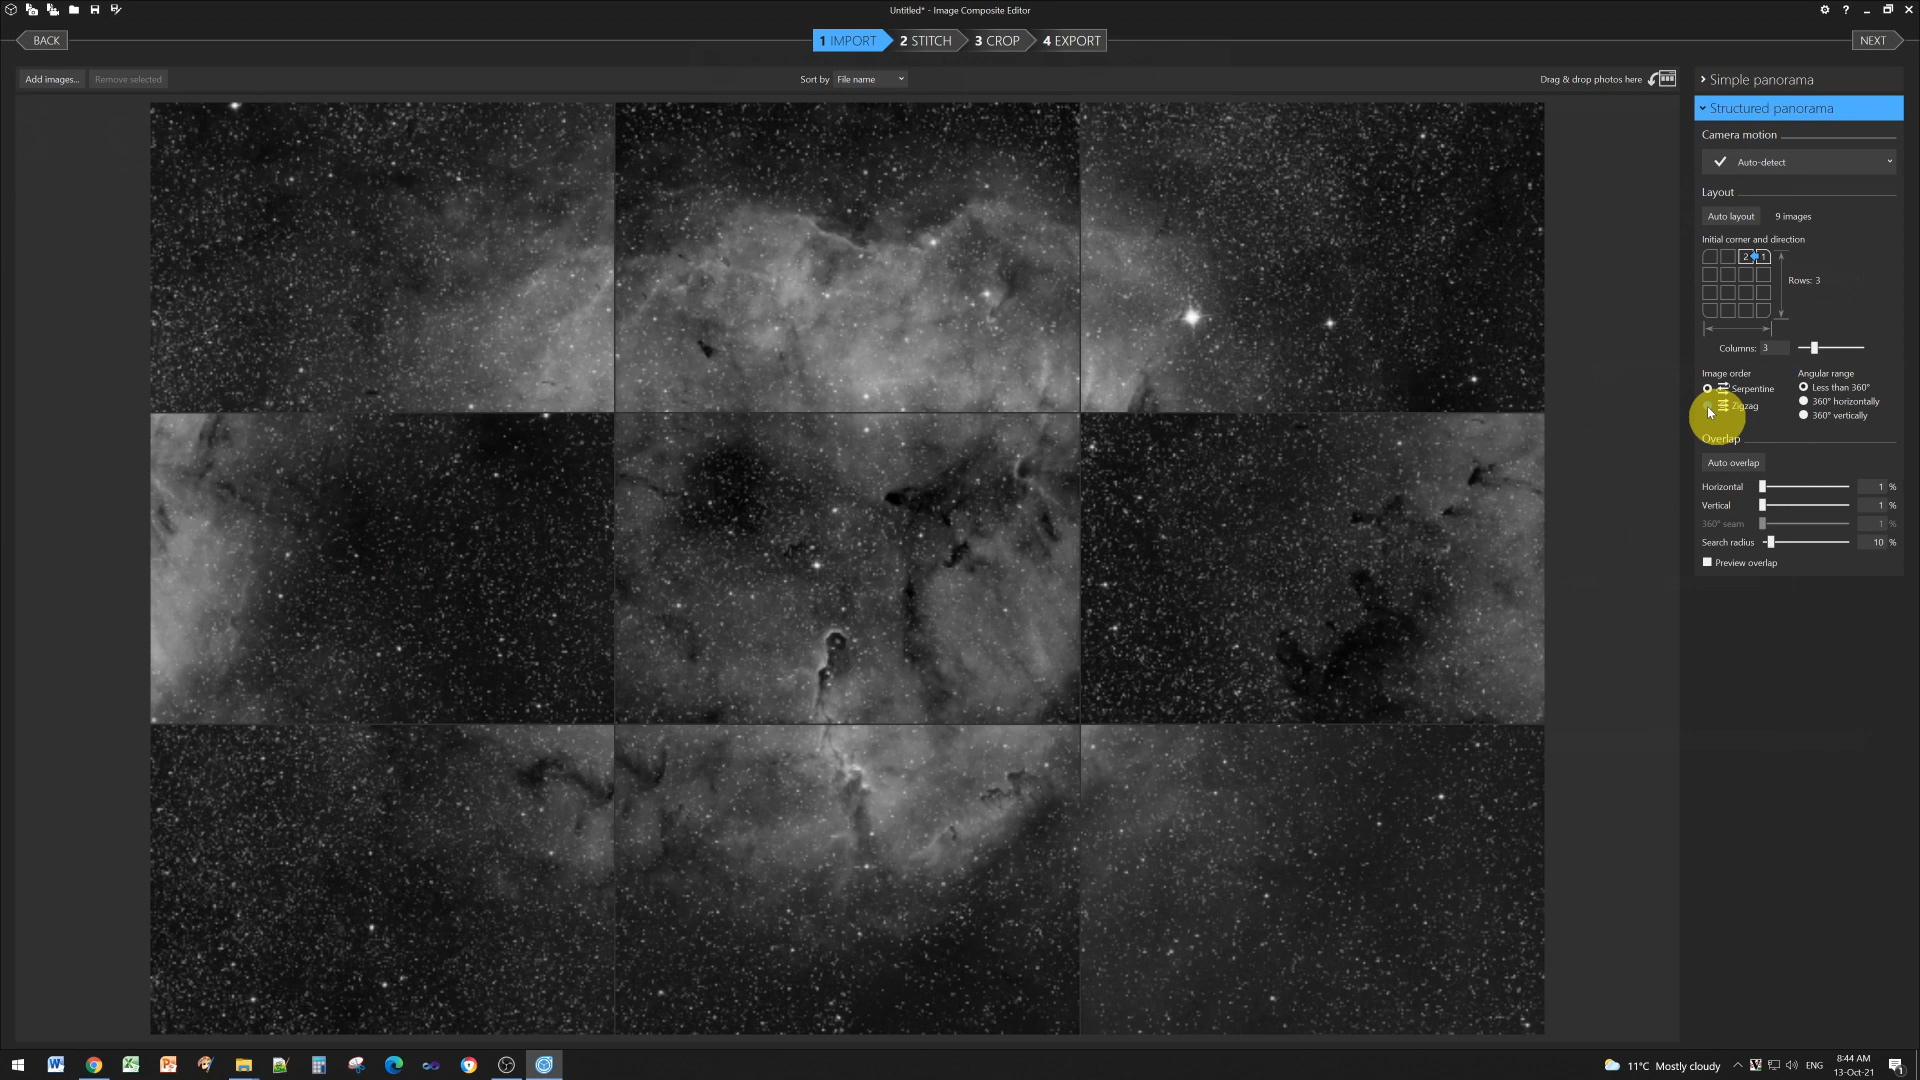 Untitled* - Image Composite Editor
BACK
1 IMPORT
2 STITCH
3 CROP
4 EXPORT
NEXT
Add images...
Remove selected
Sort by
File name
Drag & drop photos here
Simple panorama
Structured panorama
Camera motion
Auto-detect
Layout
Auto layout
9 images
Initial corner and direction
2
1
Rows: 3
Columns: 3
Image order
Angular range
Serpentine
Less than 360°
Zigzag
360° horizontally
360° vertically
Overlap
Auto overlap
Horizontal 1 %
Vertical 1 %
360° seam 1 %
Search radius 10 %
Preview overlap
11°C Mostly cloudy
ENG
8:44 AM
13-Oct-21